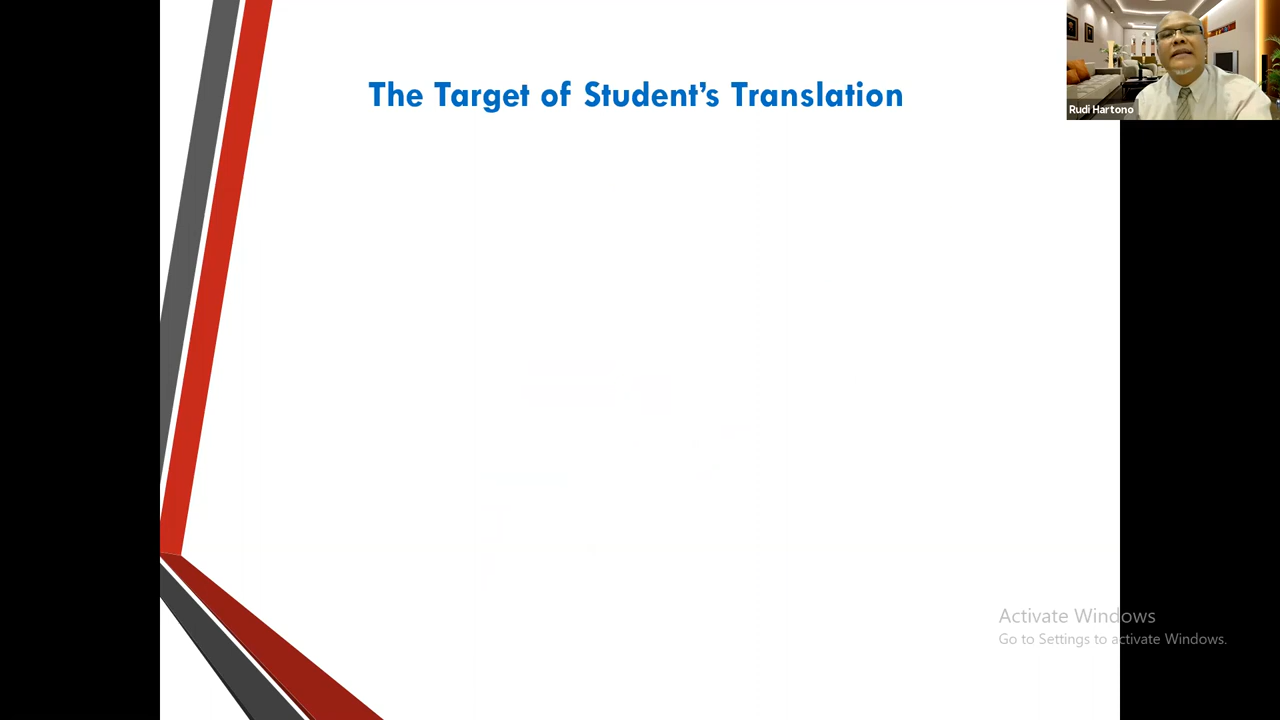 The Target of Student's Translation
Rudi Hartono
Activate Windows
Go to Settings to activate Windows.